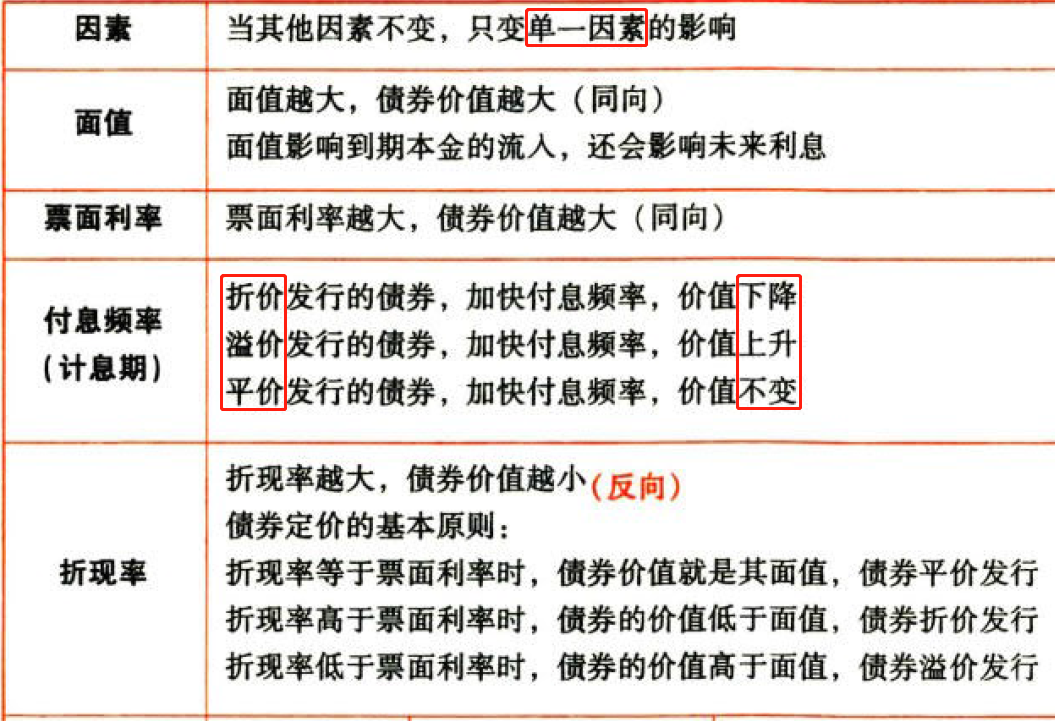 因素 当其他因素不变，只变单一因素的影响
面值 面值越大，债券价值越大（同向）
面值影响到期本金的流入，还会影响未来利息
票面利率 票面利率越大，债券价值越大（同向）
付息频率
（计息期）
折价发行的债券，加快付息频率，价值下降
溢价发行的债券，加快付息频率，价值上升
平价发行的债券，加快付息频率，价值不变
折现率 折现率越大，债券价值越小（反向）
债券定价的基本原则：
折现率等于票面利率时，债券价值就是其面值，债券平价发行
折现率高于票面利率时，债券的价值低于面值，债券折价发行
折现率低于票面利率时，债券的价值高于面值，债券溢价发行